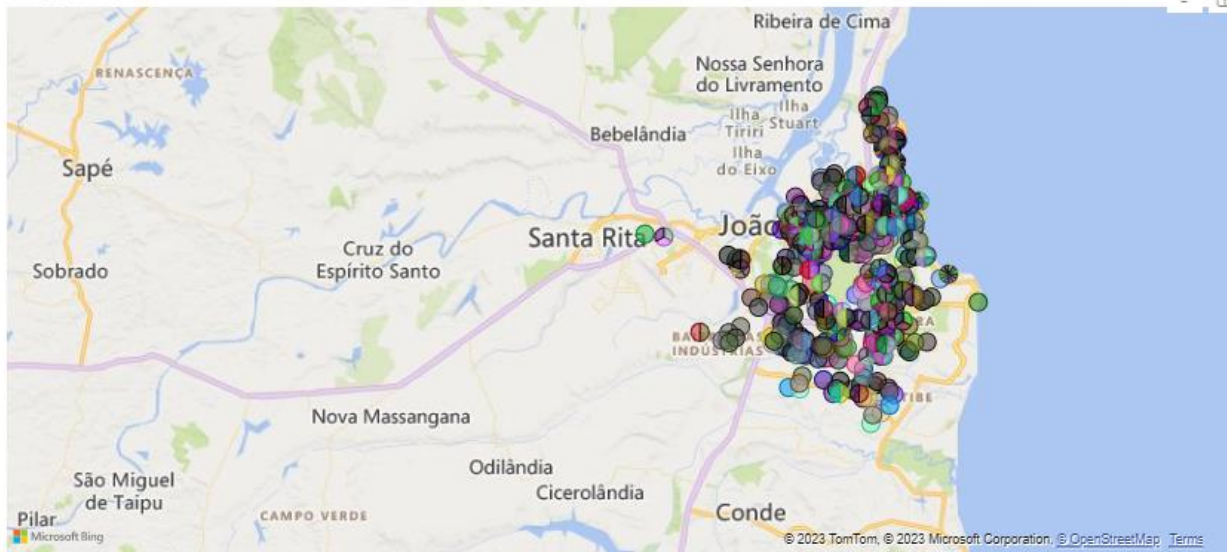 Ribeira de Cima
RENASCENÇA
Nossa Senhora
do Livramento
Ilha
Tiriri
Ilha
Stuart
Bebelândia
Ilha
do Eixo
Sapé
Santa Rita
João
Cruz do
Espírito Santo
Sobrado
INDÚSTRIAS
Nova Massangana
São Miguel
de Taipu
Odilândia
Cicerolândia
CAMPO VERDE
Conde
Pilar
Microsoft Bing
© 2023 TomTom, © 2023 Microsoft Corporation, © OpenStreetMap Terms